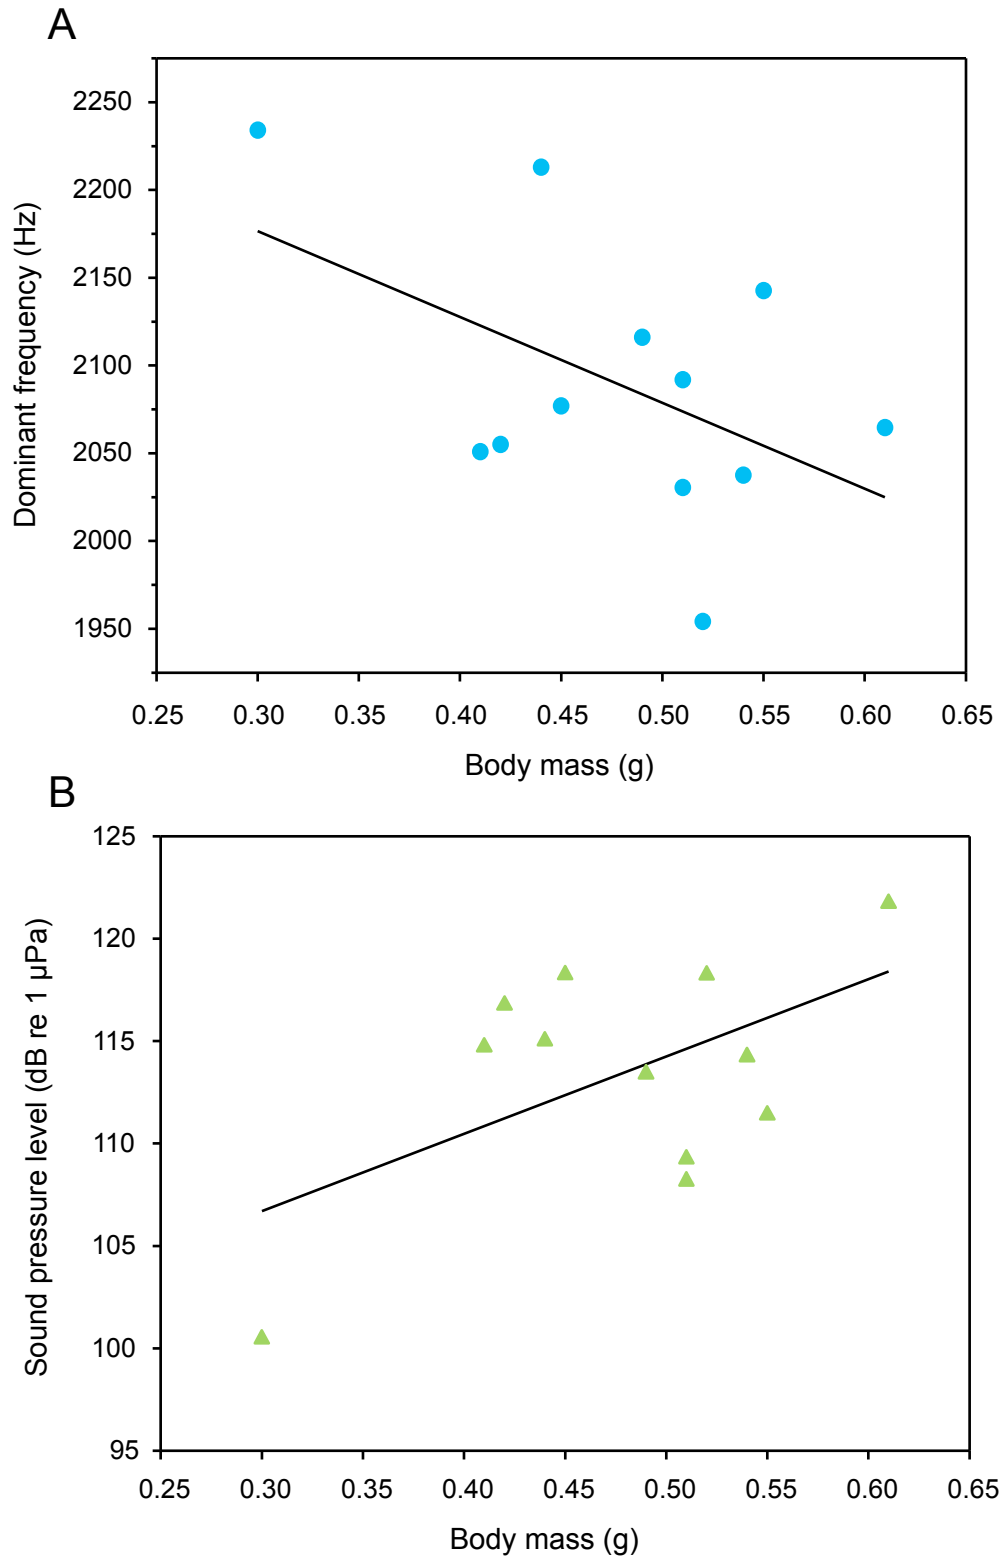 A
2250
2200
2150
2100
2050
2000
1950
Dominant frequency (Hz)
0.25 0.30 0.35 0.40 0.45 0.50 0.55 0.60 0.65
Body mass (g)
B
125
120
115
110
105
100
95
Sound pressure level (dB re 1 µPa)
0.25 0.30 0.35 0.40 0.45 0.50 0.55 0.60 0.65
Body mass (g)